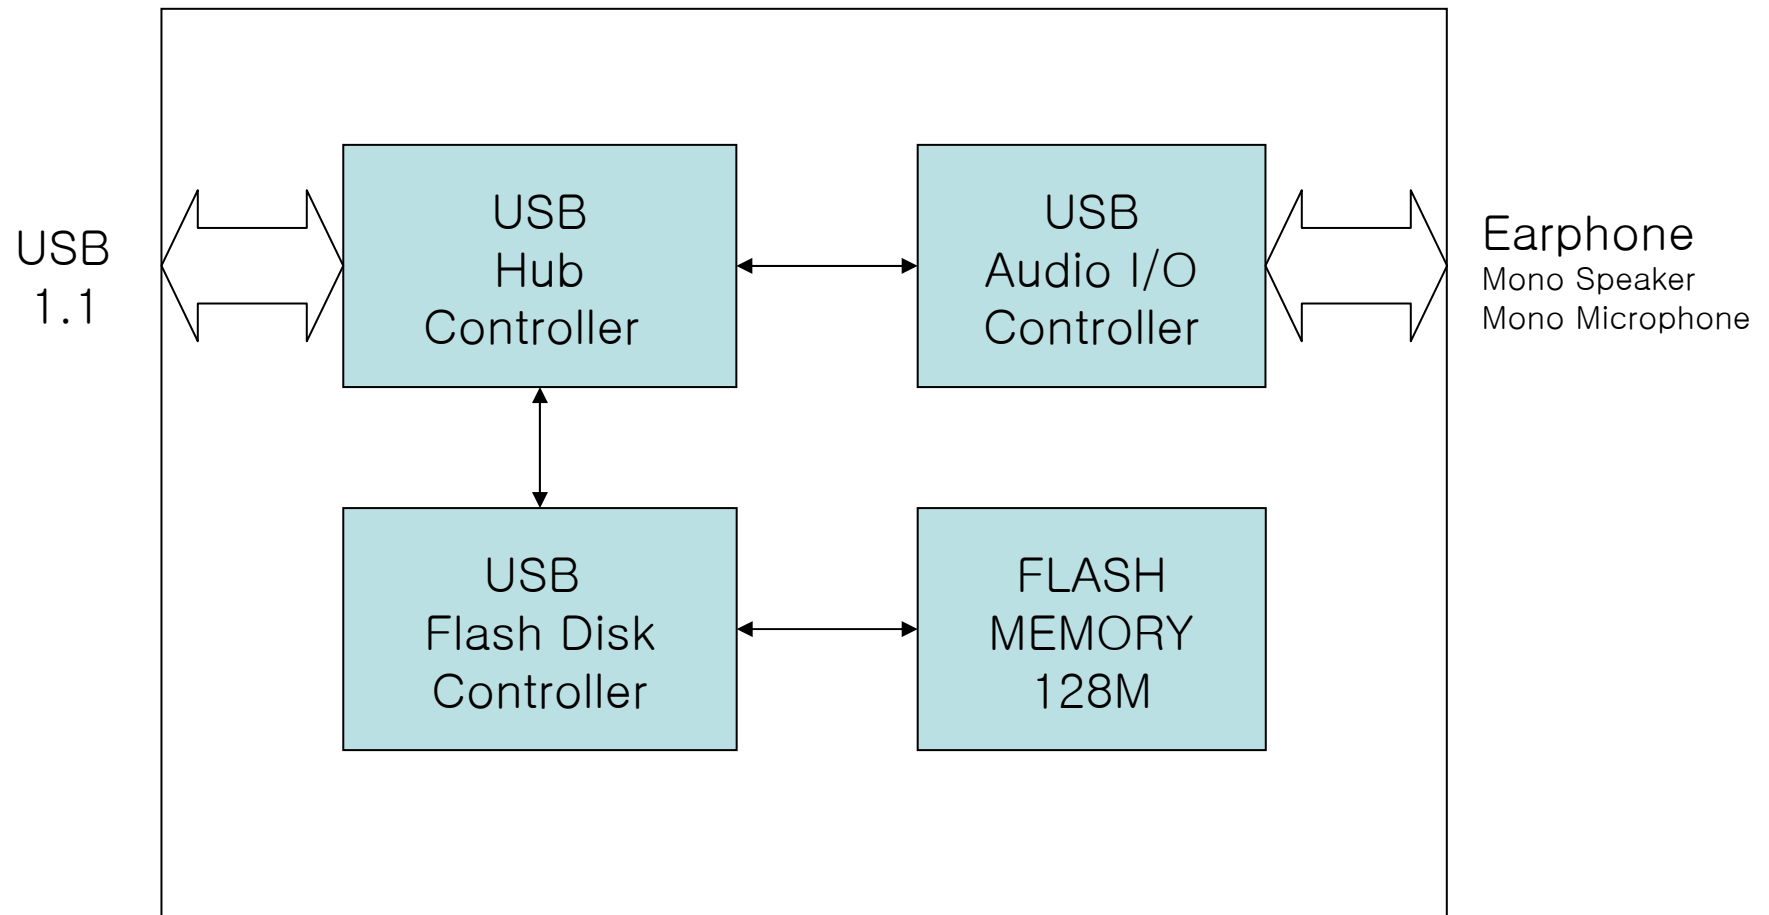 USB
1.1
USB
Hub
Controller
USB
Audio I/O
Controller
Earphone
Mono Speaker
Mono Microphone
USB
Flash Disk
Controller
FLASH
MEMORY
128M